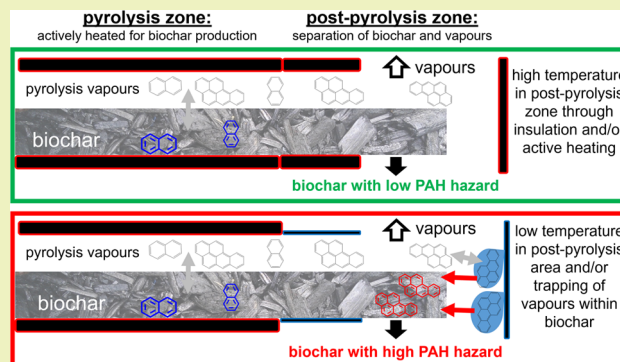 pyrolysis zone:
actively heated for biochar production
post-pyrolysis zone:
separation of biochar and vapours
pyrolysis vapours
vapours
biochar
biochar with low PAH hazard
high temperature
in post-pyrolysis
zone through
insulation and/or
active heating
pyrolysis vapours
vapours
biochar
biochar with high PAH hazard
low temperature
in post-pyrolysis
area and/or
trapping of
vapours within
biochar